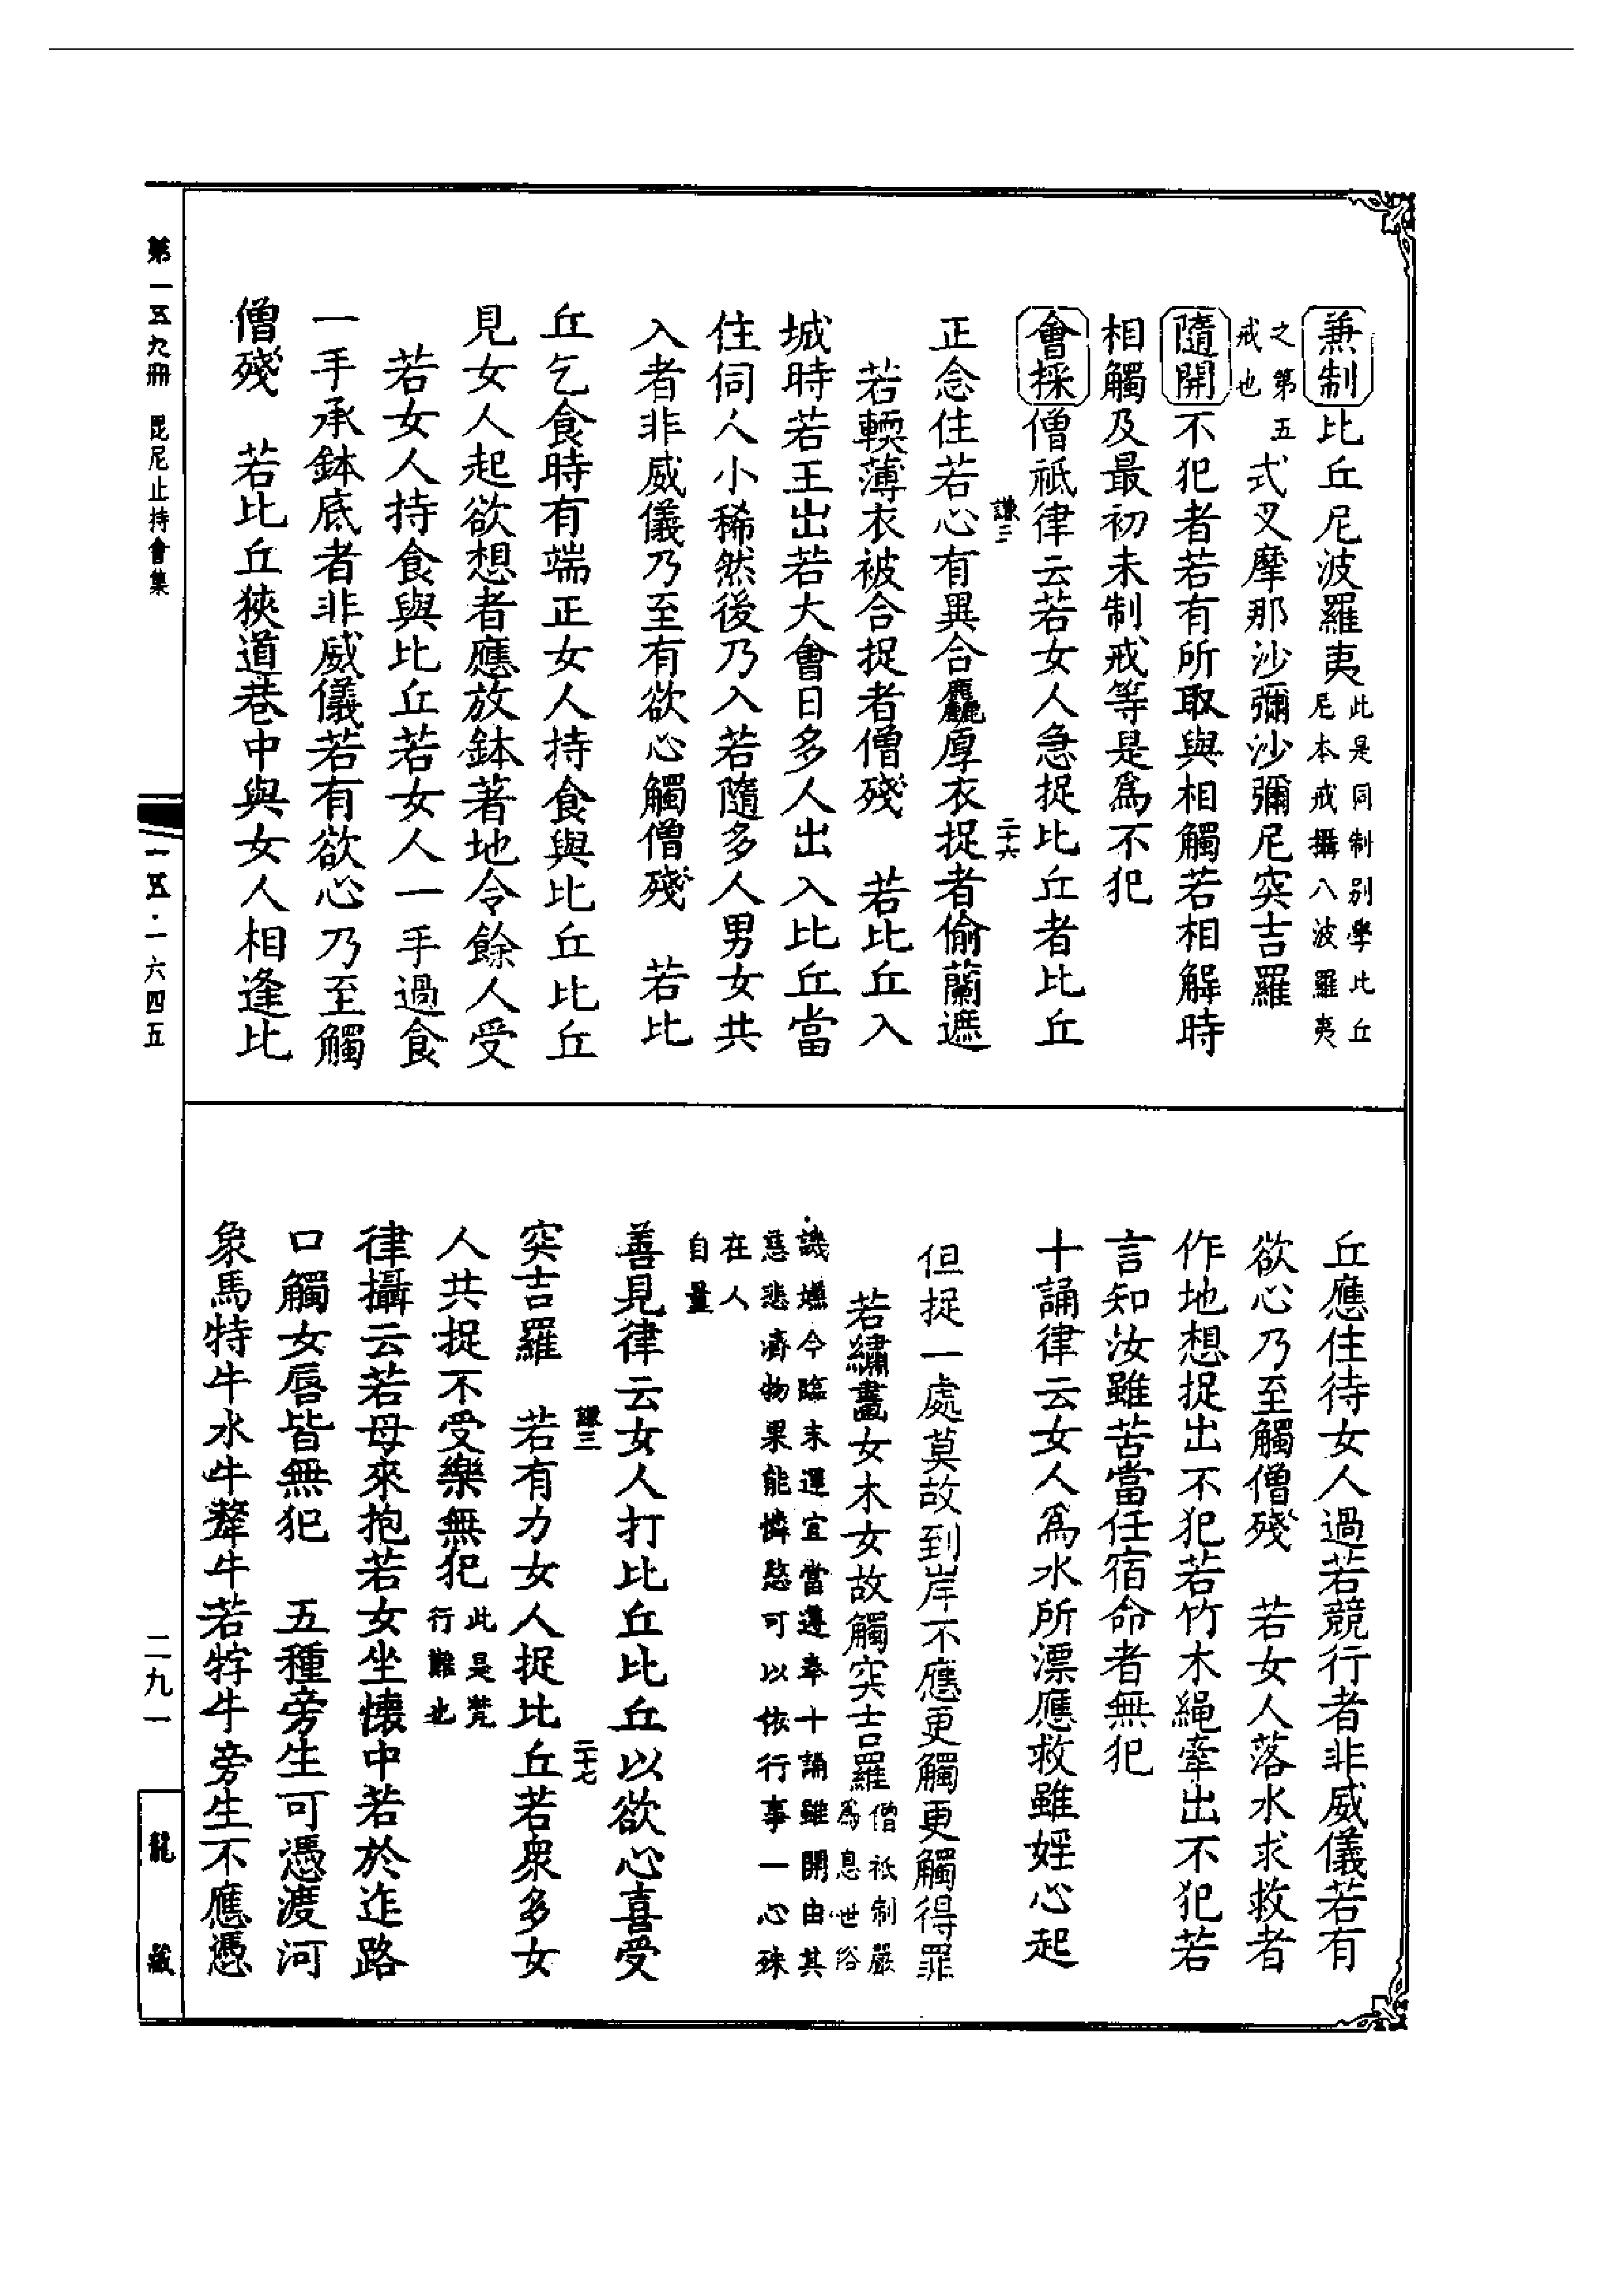 兼制比丘尼波羅夷此是同制别學比丘尼本戒攝八波羅夷
之第五戒也式叉摩那沙彌沙彌尼突吉羅
隨開不犯者若有所取與相觸若相解時
相觸及最初未制戒等是爲不犯
會採僧祇律云若女人急捉比丘者比丘
謙三 二十六
正念住若心有異合麤厚衣捉者偷蘭遮
若輭薄衣被合捉者僧殘 若比丘入
城時若王出若大會日多人出入比丘當
住伺人小稀然後乃入若隨多人男女共
入者非威儀乃至有欲心觸僧殘 若比
丘乞食時有端正女人持食與比丘比丘
見女人起欲想者應放鉢著地令餘人受
若女人持食與比丘若女人一手過食
一手承鉢底者非威儀若有欲心乃至觸
僧殘 若比丘狹道巷中與女人相逢比
丘應住待女人過若競行者非威儀若有
欲心乃至觸僧殘 若女人落水求救者
作地想捉出不犯若竹木繩牽出不犯若
言知汝雖苦當任宿命者無犯
十誦律云女人爲水所漂應救雖婬心起
但捉一處莫故到岸不應更觸更觸得罪
若繡畫女木女故觸突吉羅僧祇制嚴爲息世俗
譏嫌今臨末運宜當遵奉十誦雖開由其
慈悲濟物果能憐愍可以依行事一心殊
在人自量
善見律云女人打比丘比丘以欲心喜受
謙三 二十七
突吉羅 若有力女人捉比丘若衆多女
人共捉不受樂無犯此是梵行難也
律攝云若母來抱若女坐懐中若於迮路
口觸女唇皆無犯 五種旁生可憑渡河
象馬特牛水牛犛牛若牸牛旁生不應憑
第一五九冊 毘尼止持會集 一五·一六四五 二九一 龍藏